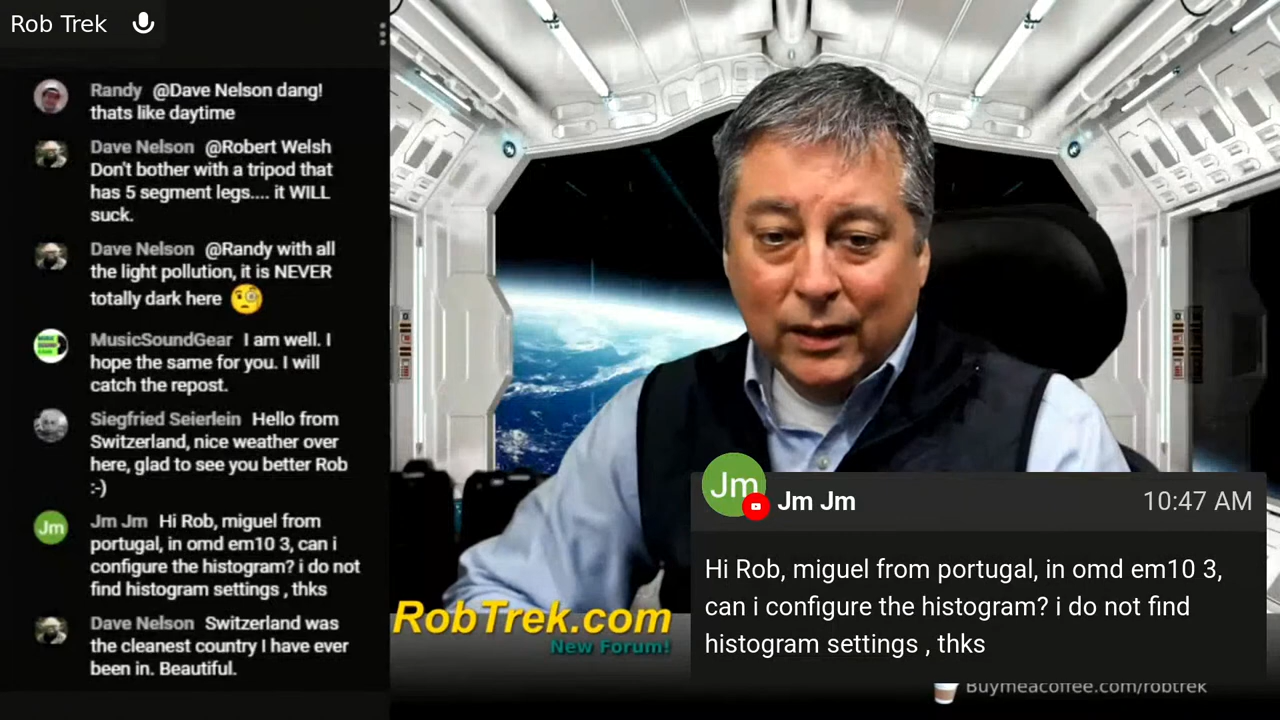 Rob Trek
Randy @Dave Nelson dang!
thats like daytime
Dave Nelson @Robert Welsh
Don't bother with a tripod that
has 5 segment legs.... it WILL
suck.
Dave Nelson @Randy with all
the light pollution, it is NEVER
totally dark here
MusicSoundGear I am well. I
hope the same for you. I will
catch the repost.
Siegfried Seierlein Hello from
Switzerland, nice weather over
here, glad to see you better Rob
:-)
Jm
Jm Jm Hi Rob, miguel from
portugal, in omd em10 3, can i
configure the histogram? i do not
find histogram settings , thks
Dave Nelson Switzerland was
the cleanest country I have ever
been in. Beautiful.
RobTrek.com
New Forum!
Jm
Jm Jm 10:47 AM
Hi Rob, miguel from portugal, in omd em10 3,
can i configure the histogram? i do not find
histogram settings , thks
Buymeacoffee.com/robtrek